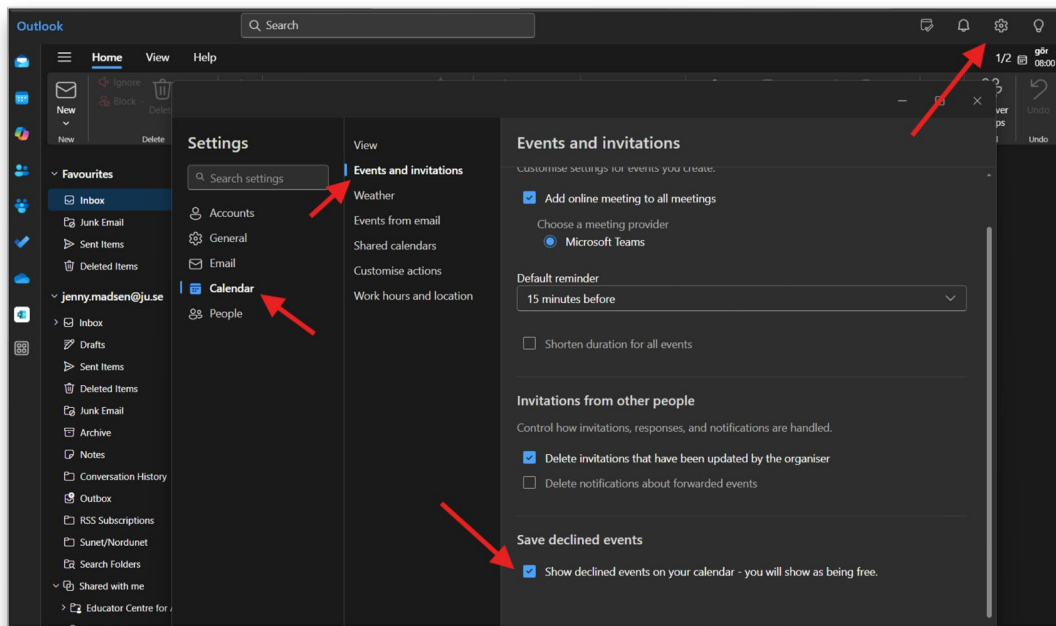 Outlook
Search
Home View Help
1/2 gör
08:00
New
Ignore
Block
New Delete
Undo
Undo
Favourites
Inbox
Junk Email
Sent Items
Deleted Items
jenny.madsen@ju.se
Inbox
Drafts
Sent Items
Deleted Items
Junk Email
Archive
Notes
Conversation History
Outbox
RSS Subscriptions
Sunet/Nordunet
Search Folders
Shared with me
Educator Centre for
Settings
Search settings
Accounts
General
Email
Calendar
People
View
Events and invitations
Weather
Events from email
Shared calendars
Customise actions
Work hours and location
Events and invitations
Customise settings for events you create.
Add online meeting to all meetings
Choose a meeting provider
Microsoft Teams
Default reminder
15 minutes before
Shorten duration for all events
Invitations from other people
Control how invitations, responses, and notifications are handled.
Delete invitations that have been updated by the organiser
Delete notifications about forwarded events
Save declined events
Show declined events on your calendar - you will show as being free.